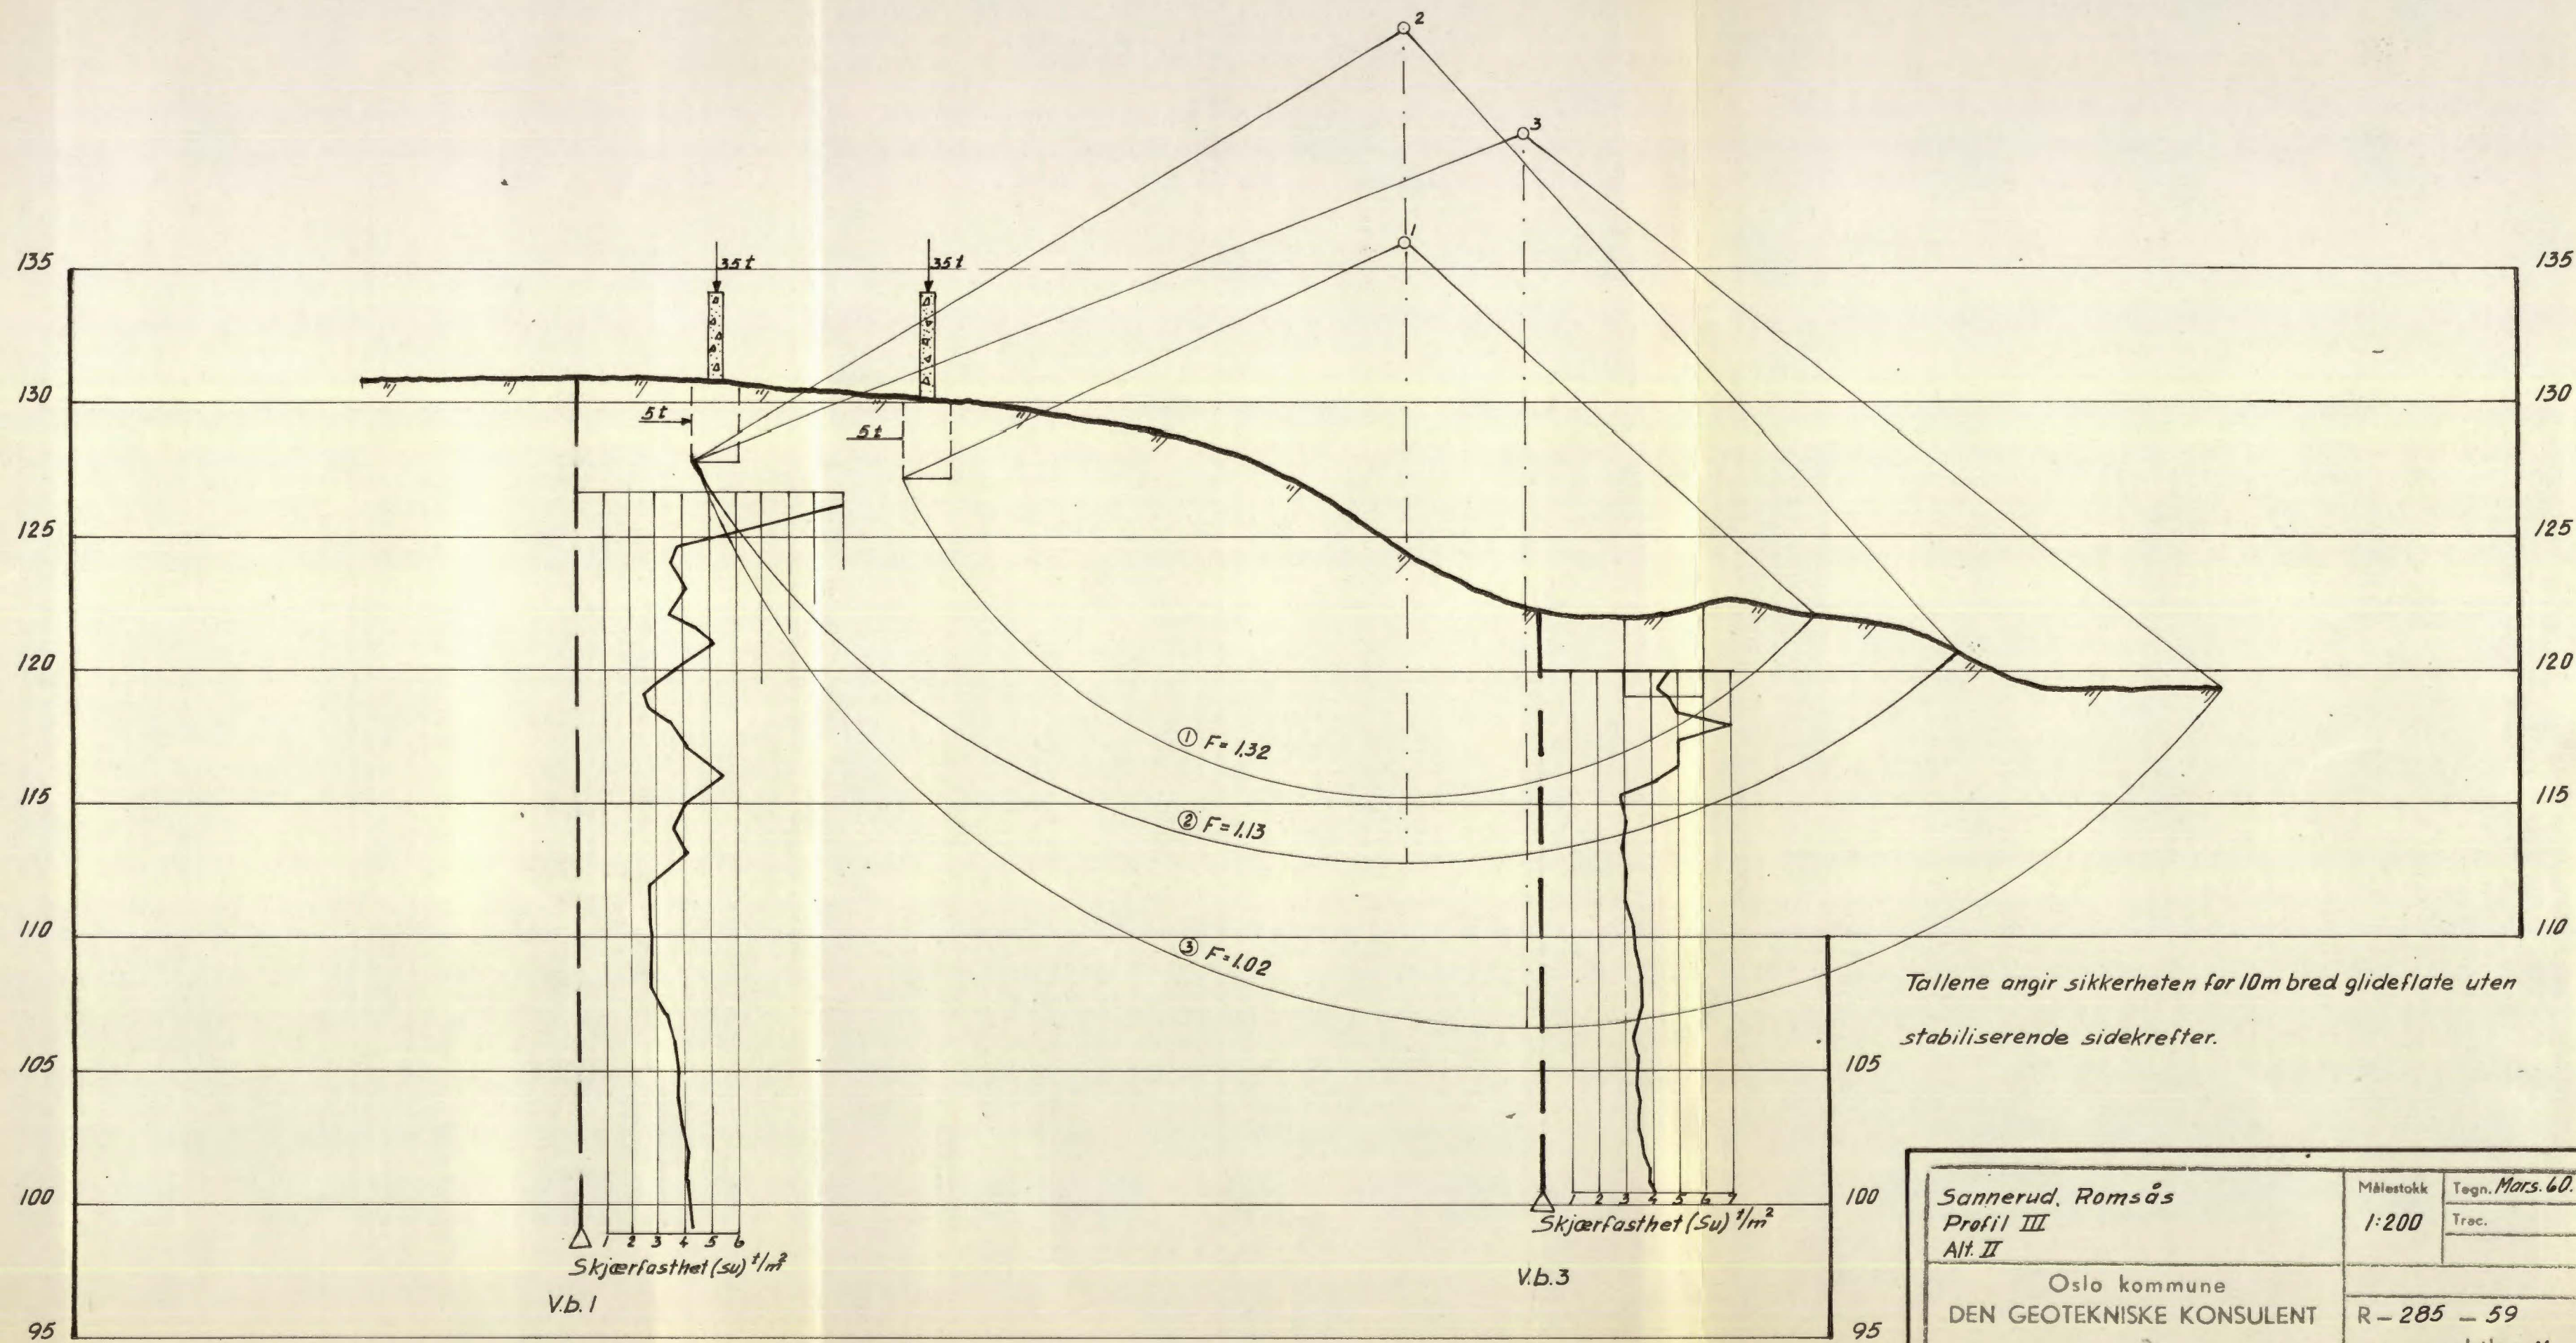 2
3
1
135
35t
35t
135
130
5t
5t
130
125
125
120
120
① F=1.32
115
② F=1.13
115
110
③ F=1.02
110
Tallene angir sikkerheten for 10m bred glideflate uten
stabiliserende sidekrefter.
105
105
100
100
1 2 3 4 5 6 7
Skjærfasthet (Su) t/m²
V.b.3
1 2 3 4 5 6
Skjærfasthet (su) t/m²
V.b.1
95
95
Sannerud, Romsås
Profil III
Alt. II
Målestokk
1:200
Tegn. Mars. 60.
Trac.
Oslo kommune
DEN GEOTEKNISKE KONSULENT
R - 285 - 59